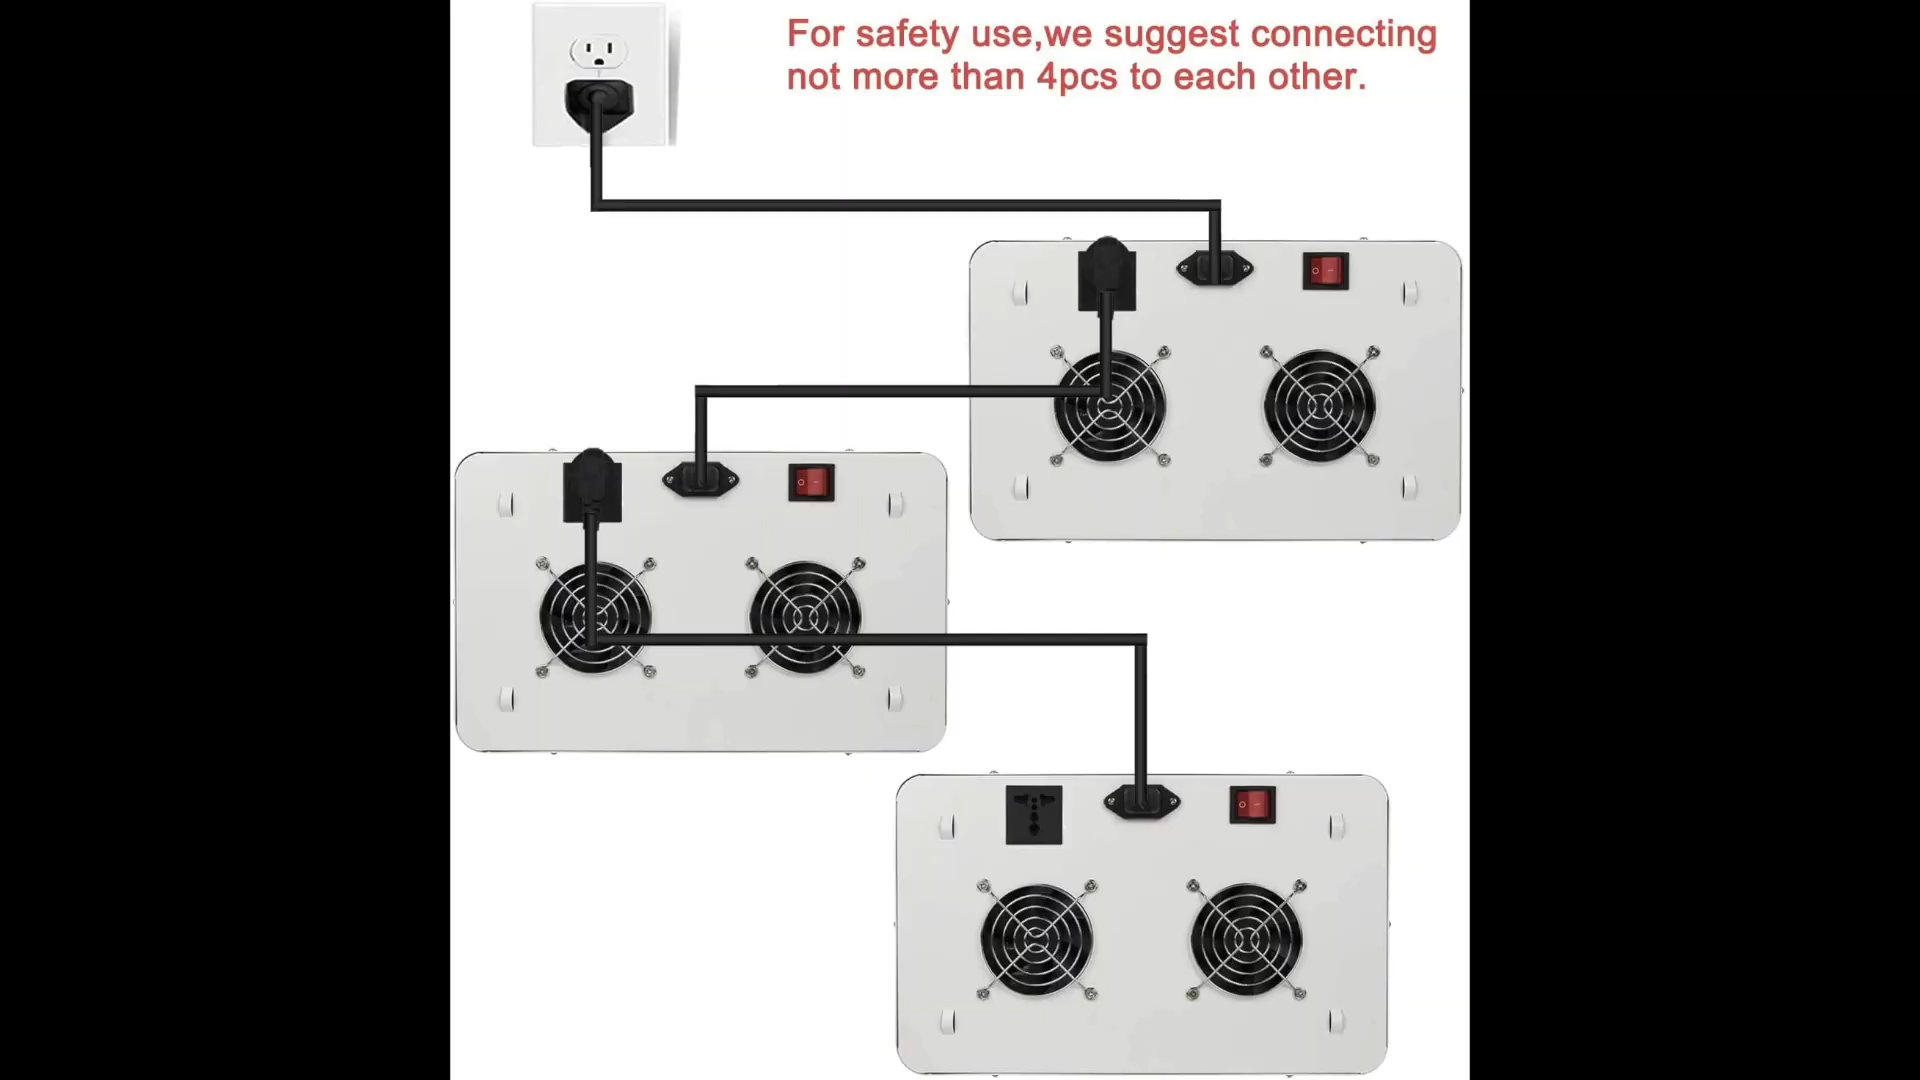 For safety use,we suggest connecting
not more than 4pcs to each other.